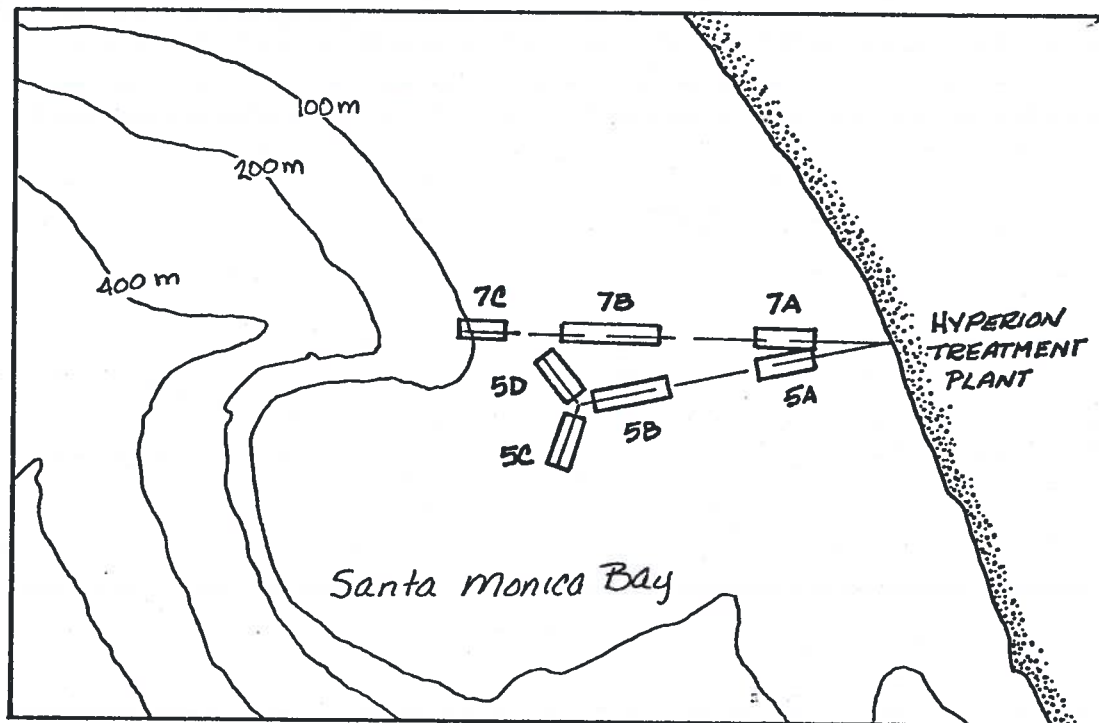 100m
200m
400m
7C
7B
7A
HYPERION
TREATMENT
PLANT
5D
5A
5B
5C
Santa Monica Bay